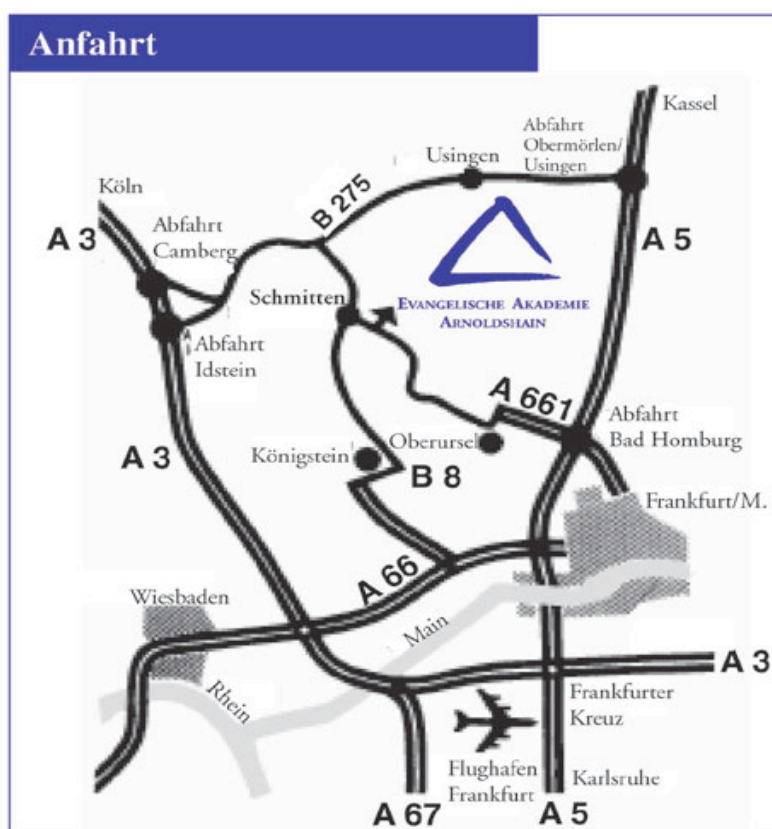 Anfahrt
Kassel
Abfahrt
Obermörlen/
Usingen
Usingen
Köln
B 275
A 3
Abfahrt
Camberg
A 5
Schmitten
EVANGELISCHE AKADEMIE
ARNOLDSHAIN
Abfahrt
Idstein
A 661
Abfahrt
Bad Homburg
A 3
Königstein
Oberursel
B 8
Frankfurt/M.
A 66
Wiesbaden
Main
Rhein
A 3
Frankfurter
Kreuz
Flughafen
Frankfurt
Karlsruhe
A 67
A 5